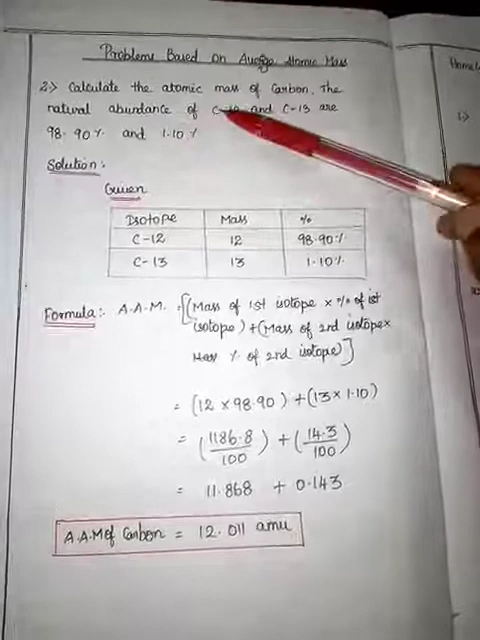 Problems Based on Average Atomic Mass
2.> Calculate the atomic mass of Carbon. The
natural abundance of and C-13 are
98.90% and 1.10%
Solution:
Given
Isotope Mass %
C-12 12 98.90%
C-13 13 1.10%
Formula:- A.A.M. = [(Mass of 1st isotope x % of 1st
isotope) + (Mass of 2nd isotope x
% of 2nd isotope)]
= (12 x 98.90) + (13 x 1.10)
= (1186.8/100) + (14.3/100)
= 11.868 + 0.143
A.A.M of Carbon = 12.011 amu
1.>